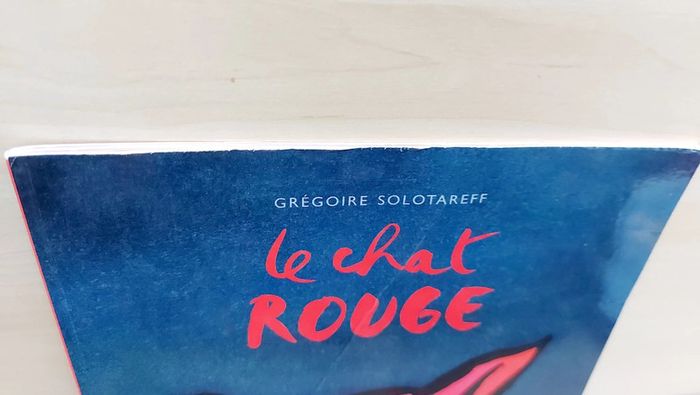 GRÉGOIRE SOLOTAREFF
le chat
ROUGE